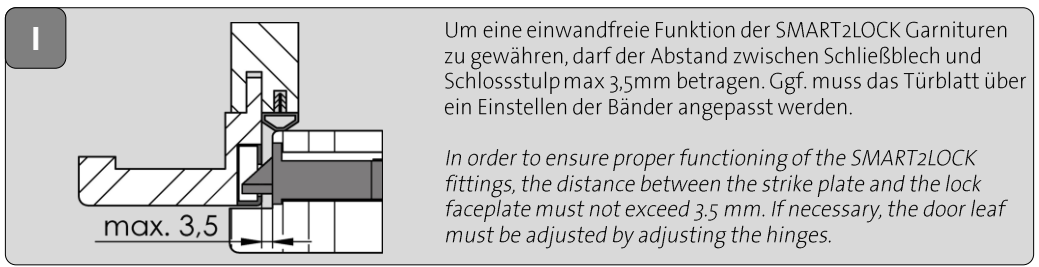 I
Um eine einwandfreie Funktion der SMART2LOCK Garnituren
zu gewähren, darf der Abstand zwischen Schließblech und
Schlossstulp max 3,5mm betragen. Ggf. muss das Türblatt über
ein Einstellen der Bänder angepasst werden.
In order to ensure proper functioning of the SMART2LOCK
fittings, the distance between the strike plate and the lock
faceplate must not exceed 3.5 mm. If necessary, the door leaf
must be adjusted by adjusting the hinges.
max. 3,5